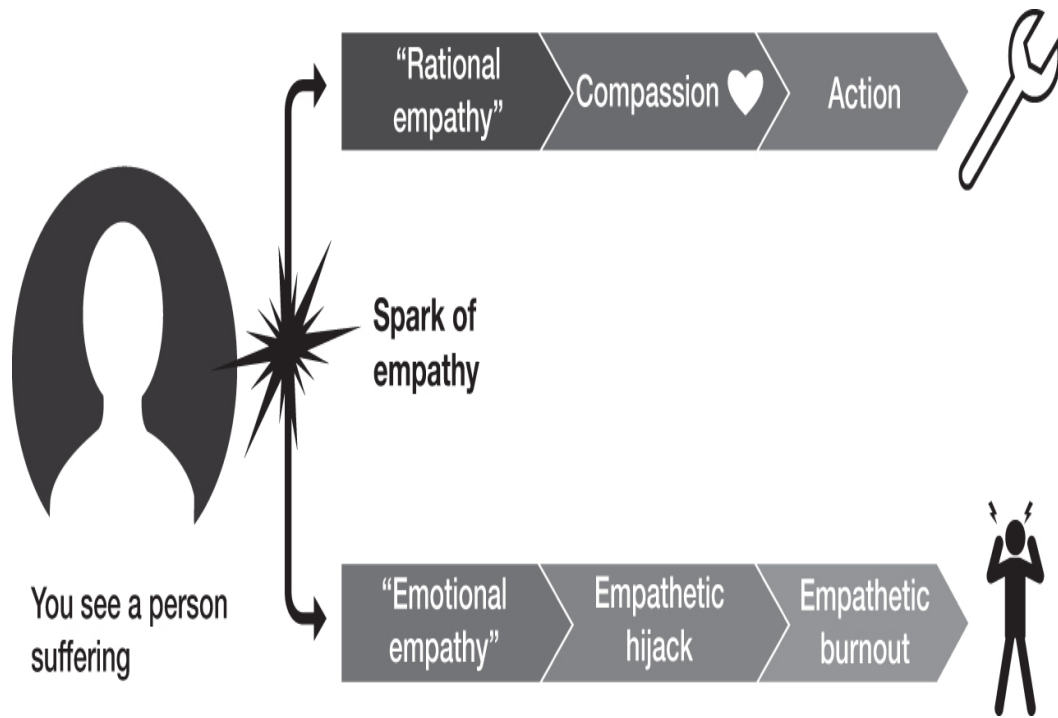 “Rational
empathy”
Compassion
Action
Spark of
empathy
You see a person
suffering
“Emotional
empathy”
Empathetic
hijack
Empathetic
burnout